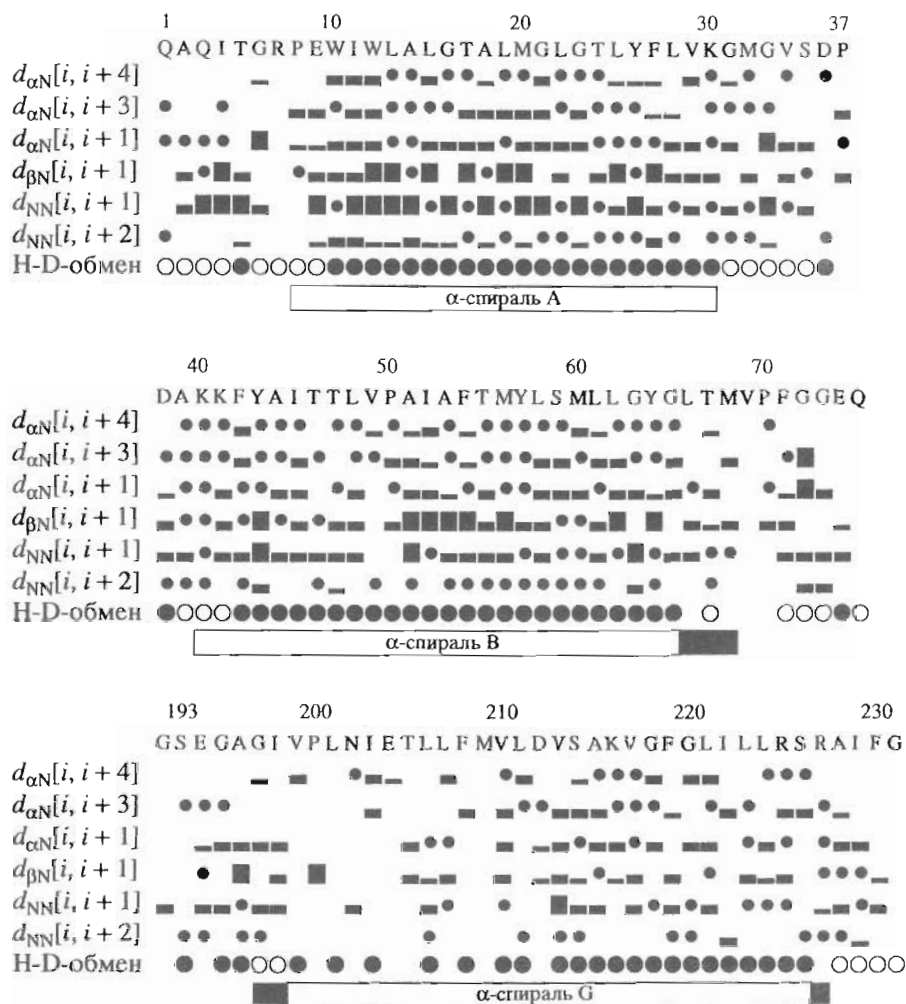 1 10 20 30 37
QAQITGRPEWIWLALGTALMGLGTLYFLVKGMGVSDP
dαN[i, i + 4]
dαN[i, i + 3]
dαN[i, i + 1]
dβN[i, i + 1]
dNN[i, i + 1]
dNN[i, i + 2]
H-D-обмен
α-спираль A
40 50 60 70
DAKKFYAITTLVPAIAFTMYLSMLLGYGLTMVPFGGEQ
dαN[i, i + 4]
dαN[i, i + 3]
dαN[i, i + 1]
dβN[i, i + 1]
dNN[i, i + 1]
dNN[i, i + 2]
H-D-обмен
α-спираль B
193 200 210 220 230
GSEGAGIVPLNIETLLFMVLDVSAKVGFGLILLRSRAIFG
dαN[i, i + 4]
dαN[i, i + 3]
dαN[i, i + 1]
dβN[i, i + 1]
dNN[i, i + 1]
dNN[i, i + 2]
H-D-обмен
α-спираль G